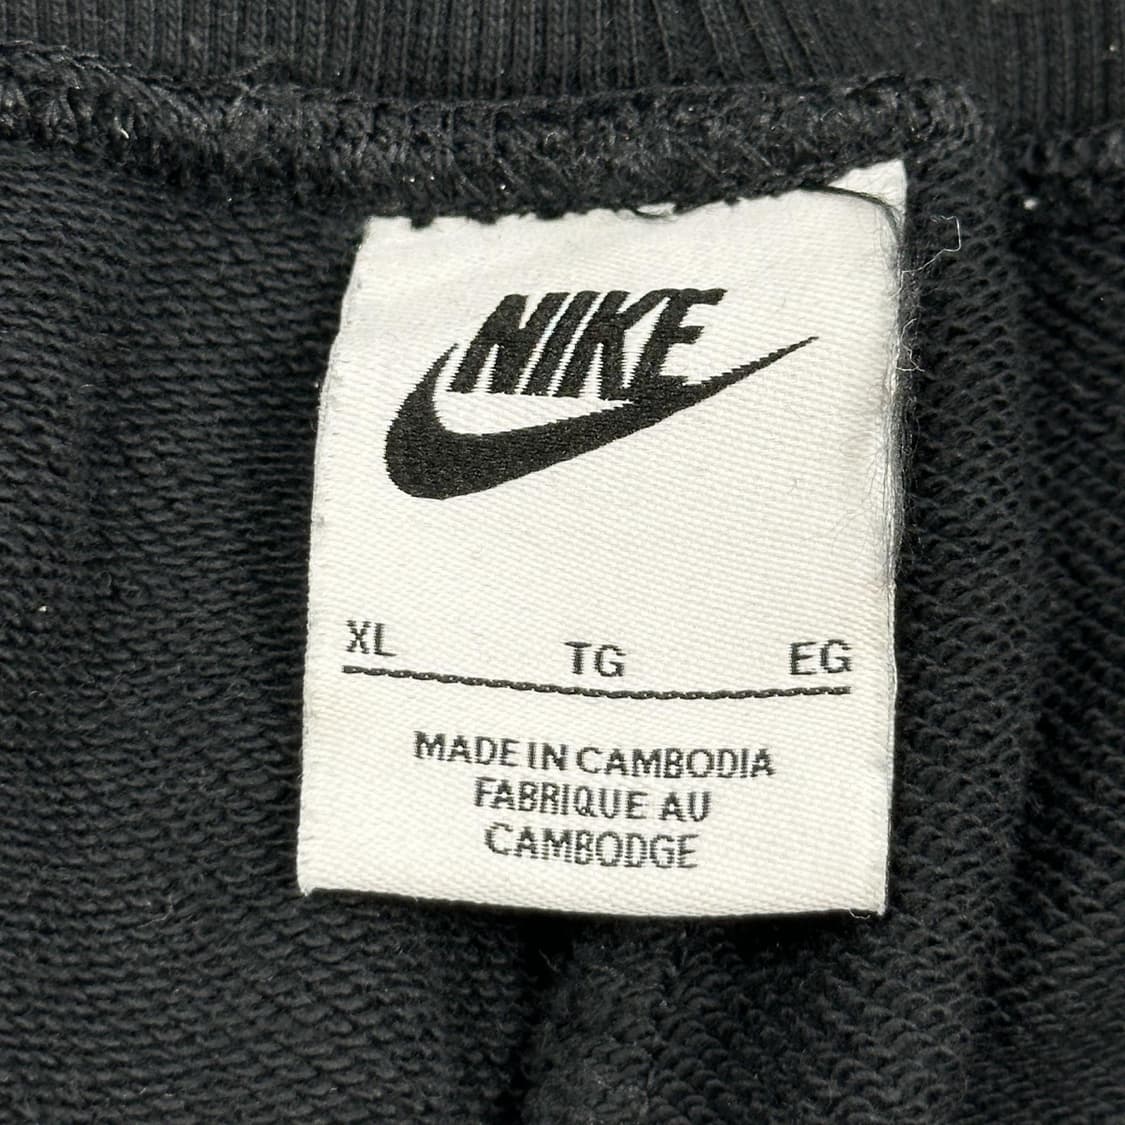 NIKE
XL TG EG
MADE IN CAMBODIA
FABRIQUE AU
CAMBODGE